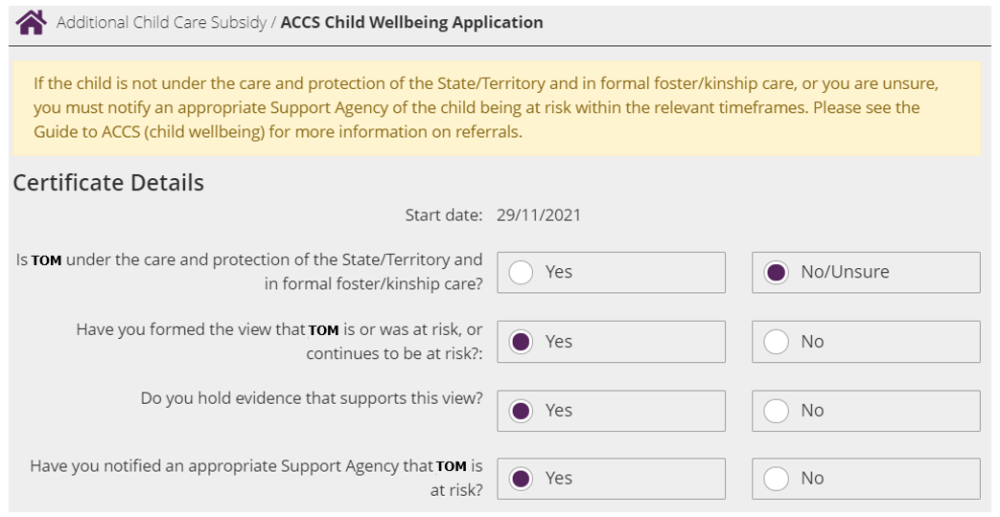 Additional Child Care Subsidy / ACCS Child Wellbeing Application
If the child is not under the care and protection of the State/Territory and in formal foster/kinship care, or you are unsure,
you must notify an appropriate Support Agency of the child being at risk within the relevant timeframes. Please see the
Guide to ACCS (child wellbeing) for more information on referrals.
Certificate Details
Start date: 29/11/2021
Is TOM under the care and protection of the State/Territory and
in formal foster/kinship care?
Yes
No/Unsure
Have you formed the view that TOM is or was at risk, or
continues to be at risk?:
Yes
No
Do you hold evidence that supports this view?
Yes
No
Have you notified an appropriate Support Agency that TOM is
at risk?
Yes
No